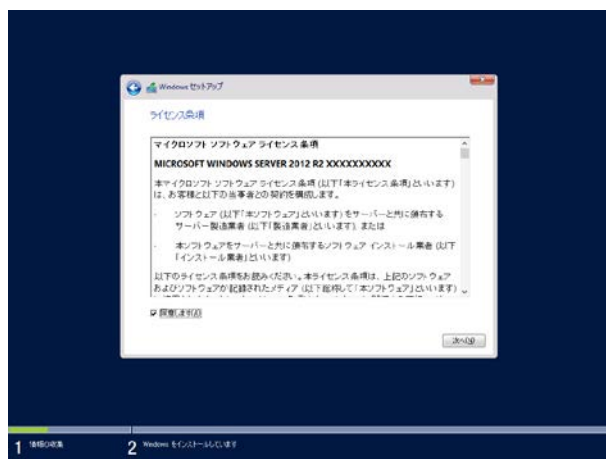 Windows セットアップ
ライセンス条項
マイクロソフト ソフトウェア ライセンス条項
MICROSOFT WINDOWS SERVER 2012 R2 XXXXXXXXXX
本マイクロソフト ソフトウェア ライセンス条項 (以下「本ライセンス条項」といいます)
は、お客様と以下の当事者との契約を構成します。
· ソフトウェア (以下「本ソフトウェア」といいます) をサーバーと共に頒布する
サーバー製造業者 (以下「製造業者」といいます)、または
· 本ソフトウェアをサーバーと共に頒布するソフトウェア インストール業者 (以下
「インストール業者」といいます)
以下のライセンス条項をお読みください。本ライセンス条項は、上記のソフトウェア
およびソフトウェアが記録されたメディア (以下総称して「本ソフトウェア」といいます)
同意します(A)
次へ(N)
1 情報の収集
2 Windows をインストールしています